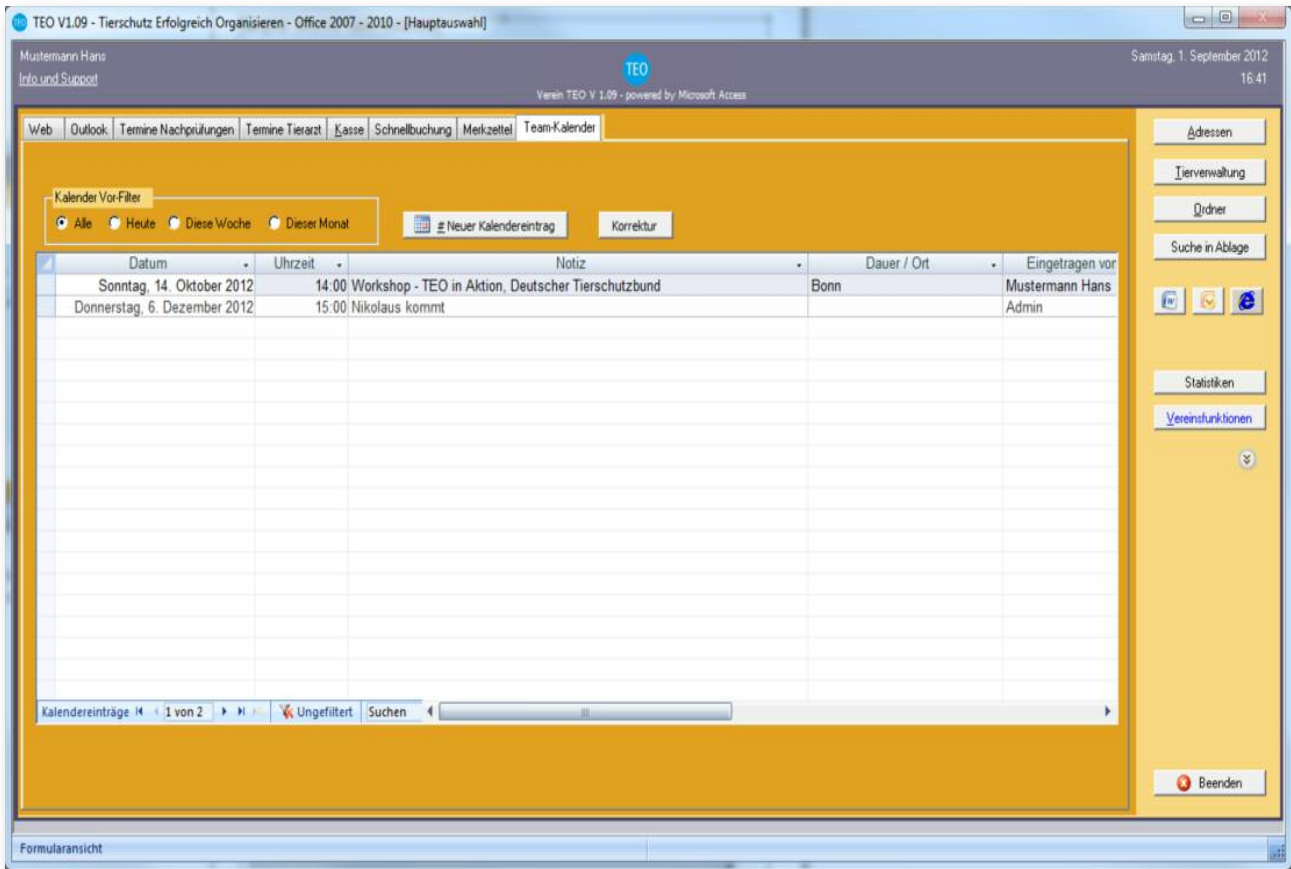 TEO V1.09 - Tierschutz Erfolgreich Organisieren - Office 2007 - 2010 - [Hauptauswahl]
Mustermann Hans
Samstag, 1. September 2012
Info und Support
TEO
16:41
Verein TEO V 1.09 - powered by Microsoft Access
Web Outlook Termine Nachprüfungen Termine Tierarzt Kasse Schnellbuchung Merkzettel Team-Kalender
Adressen
Tierverwaltung
Ordner
Suche in Ablage
Statistiken
Vereinsfunktionen
Beenden
Kalender Vor-Filter
Alle Heute Diese Woche Dieser Monat
# Neuer Kalendereintrag Korrektur
Datum Uhrzeit Notiz Dauer / Ort Eingetragen vor
Sonntag, 14. Oktober 2012 14:00 Workshop - TEO in Aktion, Deutscher Tierschutzbund Bonn Mustermann Hans
Donnerstag, 6. Dezember 2012 15:00 Nikolaus kommt Admin
Kalendereinträge 1 von 2 Ungefiltert Suchen
Formularansicht